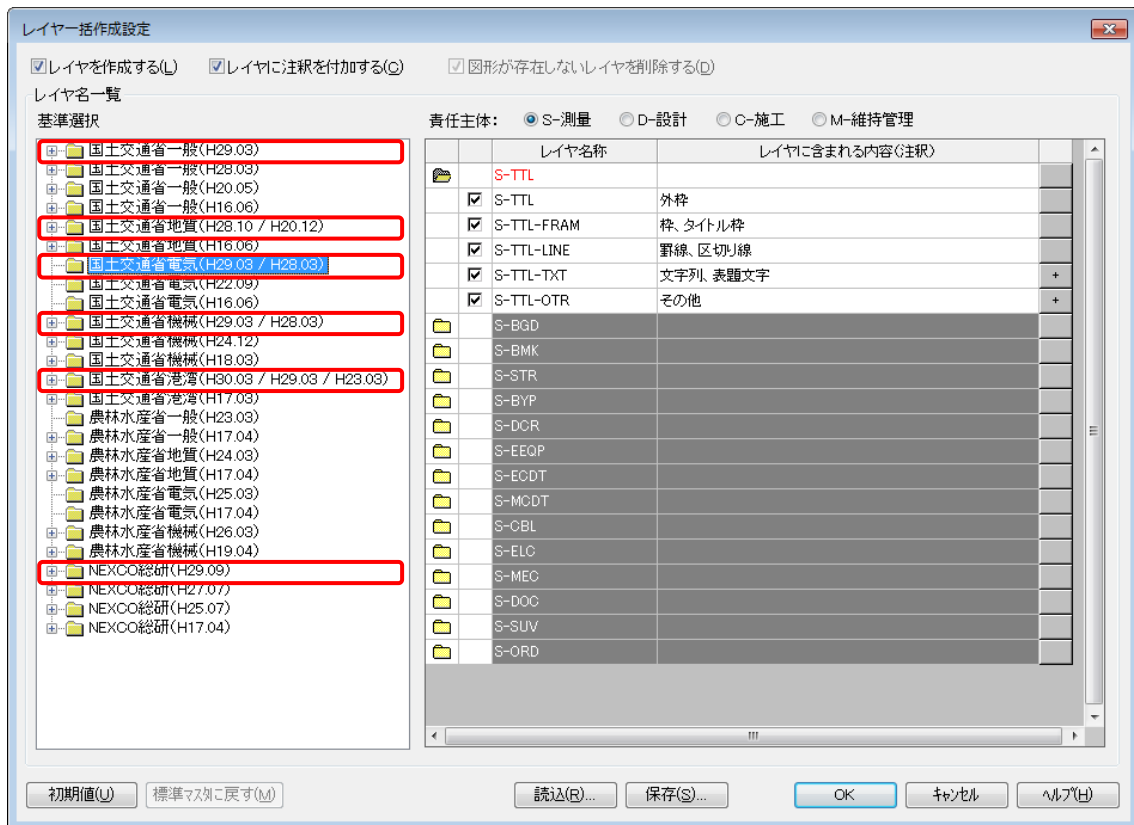 レイヤ一括作成設定
レイヤを作成する(L) レイヤに注釈を付加する(C) 図形が存在しないレイヤを削除する(D)
レイヤ名一覧
基準選択
国土交通省一般(H29.03)
国土交通省一般(H28.03)
国土交通省一般(H20.05)
国土交通省一般(H16.06)
国土交通省地質(H28.10 / H20.12)
国土交通省地質(H16.06)
国土交通省電気(H29.03 / H28.03)
国土交通省電気(H22.09)
国土交通省電気(H16.06)
国土交通省機械(H29.03 / H28.03)
国土交通省機械(H24.12)
国土交通省機械(H18.03)
国土交通省港湾(H30.03 / H29.03 / H23.03)
国土交通省港湾(H17.03)
農林水産省一般(H23.03)
農林水産省一般(H17.04)
農林水産省地質(H24.03)
農林水産省地質(H17.04)
農林水産省電気(H25.03)
農林水産省電気(H17.04)
農林水産省機械(H26.03)
農林水産省機械(H19.04)
NEXCO総研(H29.09)
NEXCO総研(H27.07)
NEXCO総研(H25.07)
NEXCO総研(H17.04)
責任主体: S-測量 D-設計 C-施工 M-維持管理
レイヤ名称 レイヤに含まれる内容(注釈)
S-TTL
S-TTL 外枠
S-TTL-FRAM 枠、タイトル枠
S-TTL-LINE 罫線、区切り線
S-TTL-TXT 文字列、表題文字 +
S-TTL-OTR その他 +
S-BGD
S-BMK
S-STR
S-BYP
S-DCR
S-EEQP
S-ECDT
S-MCDT
S-CBL
S-ELC
S-MEC
S-DOC
S-SUV
S-ORD
初期値(U) 標準マスタに戻す(M) 読込(R)... 保存(S)... OK キャンセル ヘルプ(H)